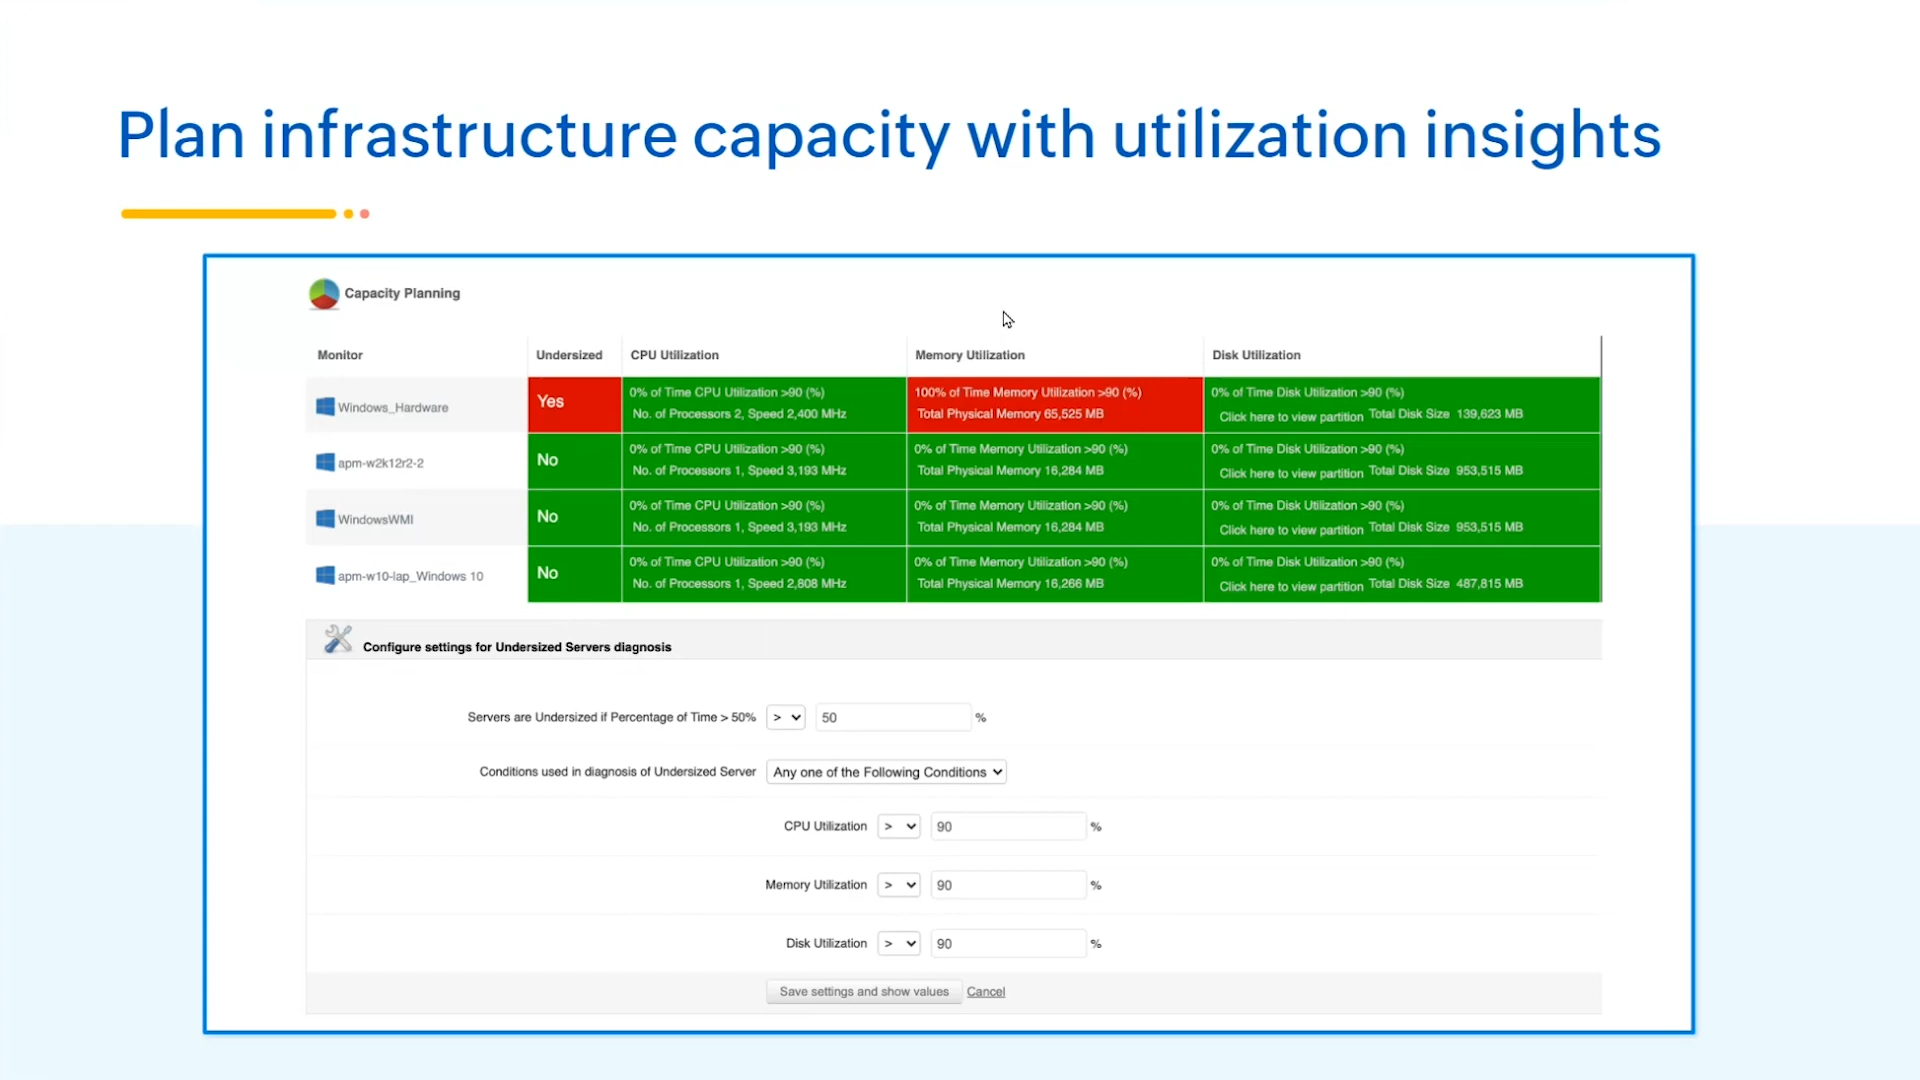 Plan infrastructure capacity with utilization insights
Capacity Planning
Monitor Undersized CPU Utilization Memory Utilization Disk Utilization
Windows_Hardware Yes 0% of Time CPU Utilization >90 (%) 100% of Time Memory Utilization >90 (%) 0% of Time Disk Utilization >90 (%)
No. of Processors 2, Speed 2,400 MHz Total Physical Memory 65,525 MB Click here to view partition Total Disk Size 139,623 MB
apm-w2k12r2-2 No 0% of Time CPU Utilization >90 (%) 0% of Time Memory Utilization >90 (%) 0% of Time Disk Utilization >90 (%)
No. of Processors 1, Speed 3,193 MHz Total Physical Memory 16,284 MB Click here to view partition Total Disk Size 953,515 MB
WindowsWMI No 0% of Time CPU Utilization >90 (%) 0% of Time Memory Utilization >90 (%) 0% of Time Disk Utilization >90 (%)
No. of Processors 1, Speed 3,193 MHz Total Physical Memory 16,284 MB Click here to view partition Total Disk Size 953,515 MB
apm-w10-lap_Windows 10 No 0% of Time CPU Utilization >90 (%) 0% of Time Memory Utilization >90 (%) 0% of Time Disk Utilization >90 (%)
No. of Processors 1, Speed 2,808 MHz Total Physical Memory 16,266 MB Click here to view partition Total Disk Size 487,815 MB
Configure settings for Undersized Servers diagnosis
Servers are Undersized if Percentage of Time > 50% > 50 %
Conditions used in diagnosis of Undersized Server Any one of the Following Conditions
CPU Utilization > 90 %
Memory Utilization > 90 %
Disk Utilization > 90 %
Save settings and show values Cancel